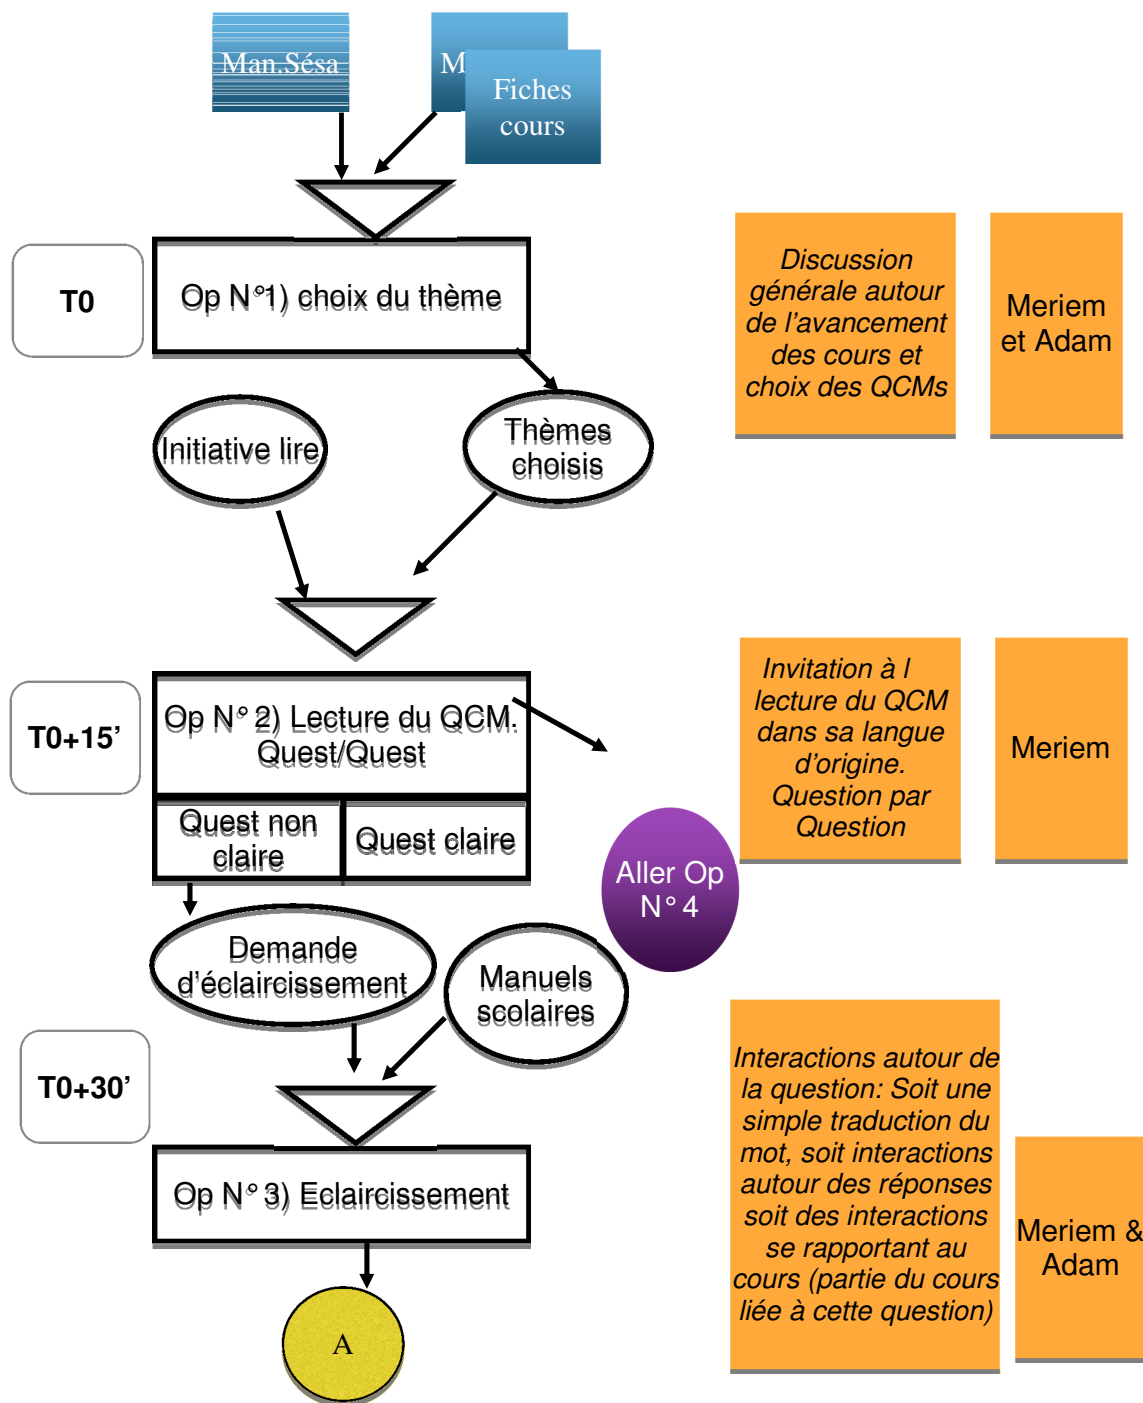 Man.Sésa
M
Fiches
cours
T0
Op N°1) choix du thème
Discussion
générale autour
de l'avancement
des cours et
choix des QCMs
Meriem
et Adam
Initiative lire
Thèmes
choisis
T0+15’
Op N° 2) Lecture du QCM.
Quest/Quest
Quest non
claire
Quest claire
Invitation à l
lecture du QCM
dans sa langue
d'origine.
Question par
Question
Meriem
Aller Op
N° 4
Demande
d'éclaircissement
Manuels
scolaires
T0+30’
Op N° 3) Eclaircissement
Interactions autour de
la question: Soit une
simple traduction du
mot, soit interactions
autour des réponses
soit des interactions
se rapportant au
cours (partie du cours
liée à cette question)
Meriem &
Adam
A